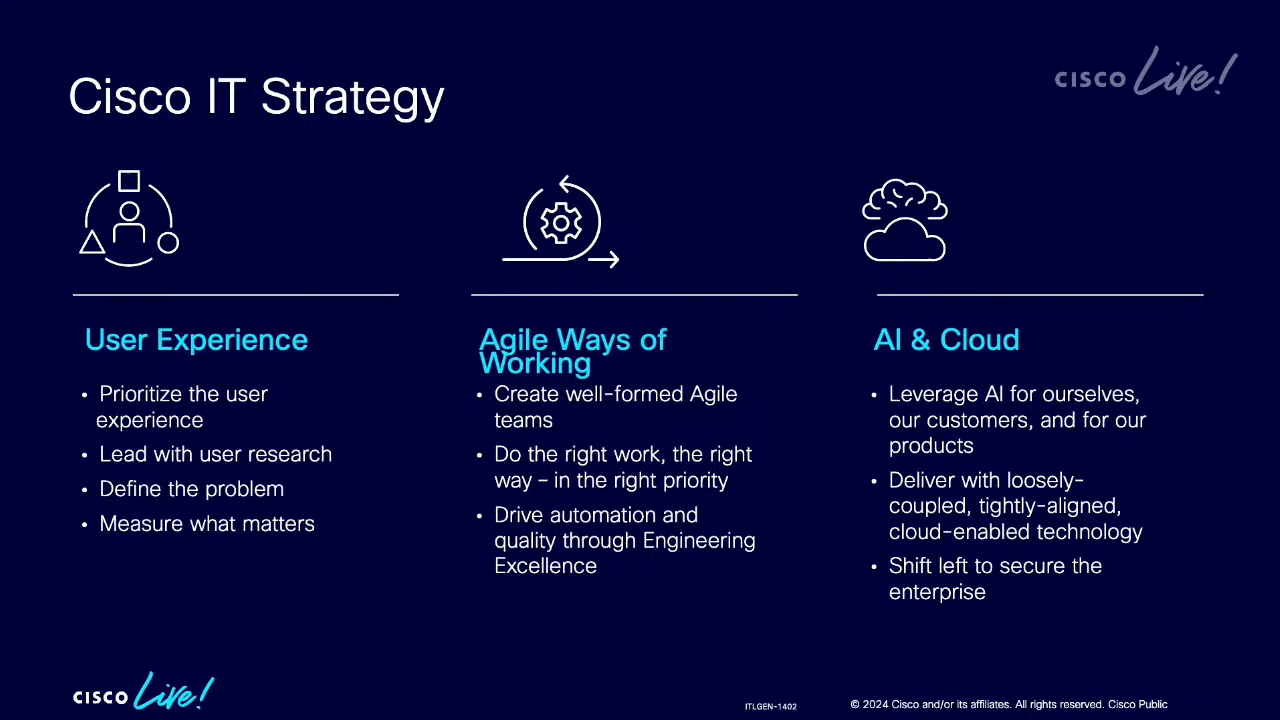 CISCO Live!
Cisco IT Strategy
User Experience
• Prioritize the user
experience
• Lead with user research
• Define the problem
• Measure what matters
Agile Ways of
Working
• Create well-formed Agile
teams
• Do the right work, the right
way – in the right priority
• Drive automation and
quality through Engineering
Excellence
AI & Cloud
• Leverage AI for ourselves,
our customers, and for our
products
• Deliver with loosely-
coupled, tightly-aligned,
cloud-enabled technology
• Shift left to secure the
enterprise
CISCO Live!
ITLGEN-1402
© 2024 Cisco and/or its affiliates. All rights reserved. Cisco Public